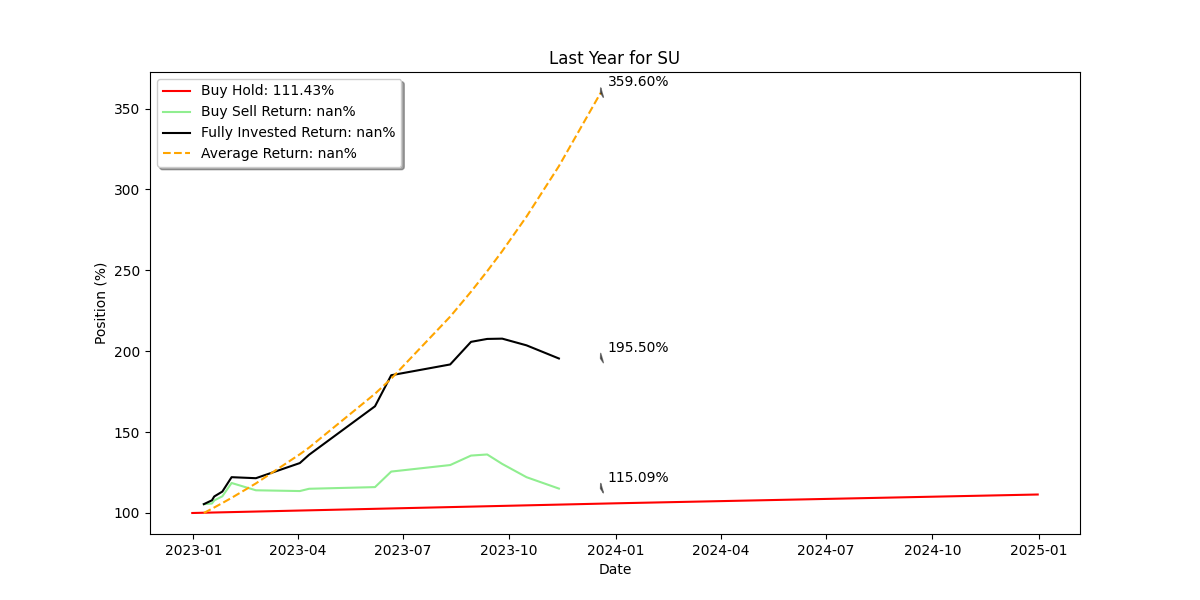 Last Year for SU
Buy Hold: 111.43%
Buy Sell Return: nan%
Fully Invested Return: nan%
Average Return: nan%
359.60%
195.50%
115.09%
Position (%)
350
300
250
200
150
100
2023-01
2023-04
2023-07
2023-10
2024-01
2024-04
2024-07
2024-10
2025-01
Date